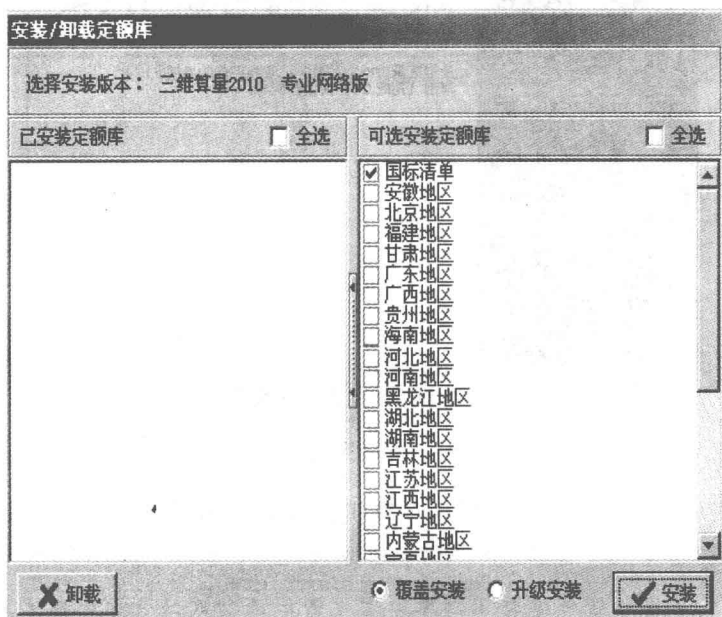 安装/卸载定额库
选择安装版本： 三维算量2010 专业网络版
已安装定额库 全选
可选安装定额库 全选
国标清单
安徽地区
北京地区
福建地区
甘肃地区
广东地区
广西地区
贵州地区
海南地区
河北地区
河南地区
黑龙江地区
湖北地区
湖南地区
吉林地区
江苏地区
江西地区
辽宁地区
内蒙古地区
宁夏地区
卸载
覆盖安装 升级安装
安装